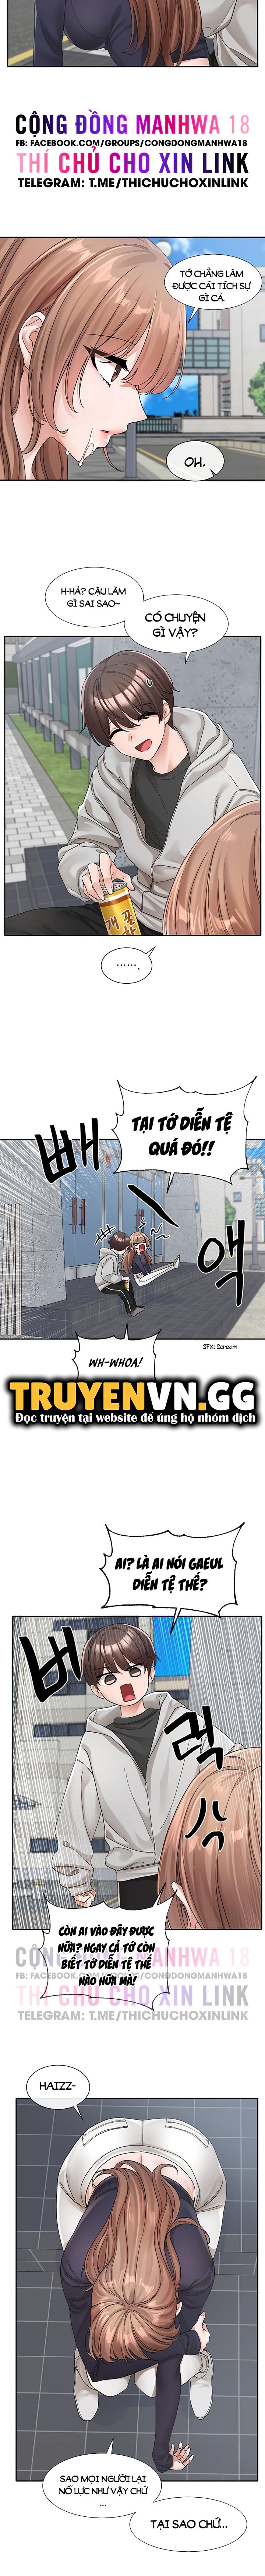 CỘNG ĐỒNG MANHWA 18
FB: FACEBOOK.COM/GROUPS/CONGDONGMANHWA18
THÍ CHỦ CHO XIN LINK
TELEGRAM: T.ME/THICHUCHOXINLINK
TỚ CHẲNG LÀM
ĐƯỢC CÁI TÍCH SỰ
GÌ CẢ.
OH.
H-HẢ? CẬU LÀM
GÌ SAI SAO~
CÓ CHUYỆN
GÌ VẬY?
개꿀
.......
TẠI TỚ DIỄN TỆ
QUÁ ĐÓ!!
빼
액
SFX: Scream
WH-WHOA!
TRUYENVN.GG
Đọc truyện tại website để ủng hộ nhóm dịch
AI? LÀ AI NÓI GAEUL
DIỄN TỆ THẾ?
버
럭
CÒN AI VÀO ĐÂY ĐƯỢC
NỮA? NGAY CẢ TỚ CÒN
BIẾT TỚ DIỄN TỆ THẾ
NÀO NỮA MÀ!
CỘNG ĐỒNG MANHWA 18
FB: FACEBOOK.COM/GROUPS/CONGDONGMANHWA18
THÍ CHỦ CHO XIN LINK
TELEGRAM: T.ME/THICHUCHOXINLINK
HAIZZ-
SAO MỌI NGƯỜI LẠI
NỖ LỰC NHƯ VẬY CHỨ
...
TẠI SAO CHỨ...